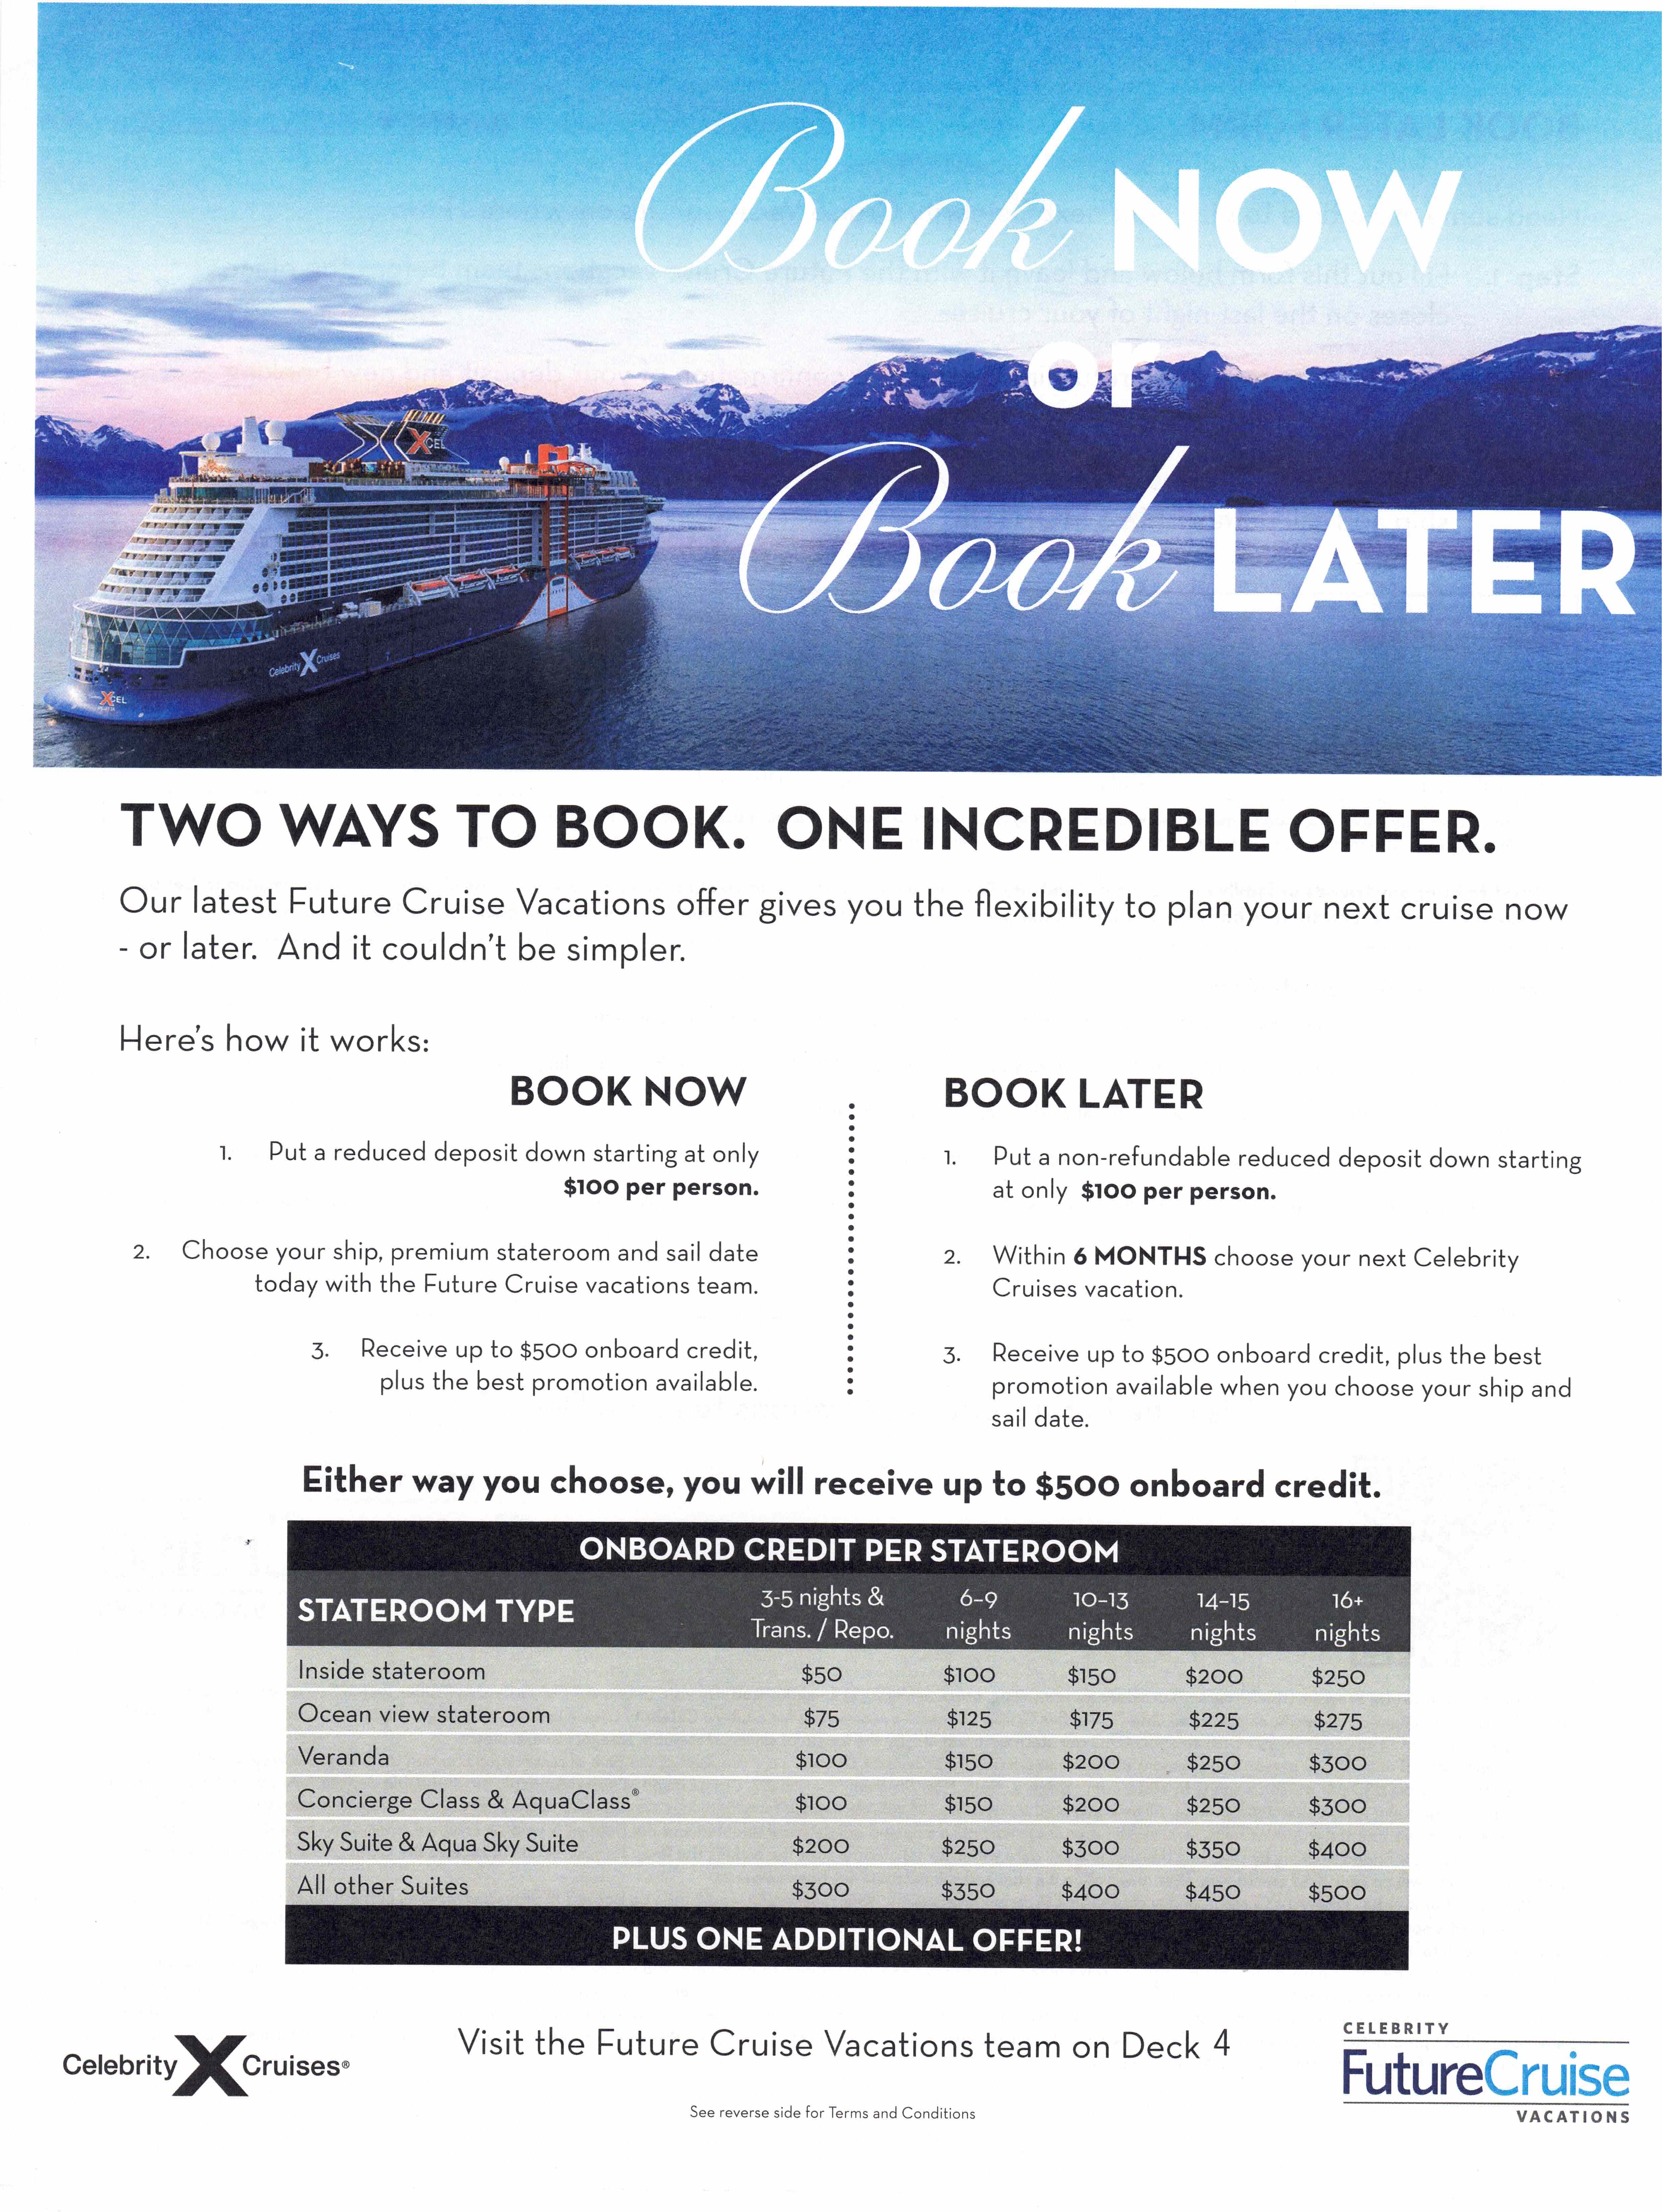 Book NOW
or
Book LATER
XCEL
Celebrity X Cruises
XCEL
TWO WAYS TO BOOK. ONE INCREDIBLE OFFER.
Our latest Future Cruise Vacations offer gives you the flexibility to plan your next cruise now
- or later. And it couldn't be simpler.
Here's how it works:
BOOK NOW
1. Put a reduced deposit down starting at only
$100 per person.
2. Choose your ship, premium stateroom and sail date
today with the Future Cruise vacations team.
3. Receive up to $500 onboard credit,
plus the best promotion available.
BOOK LATER
1. Put a non-refundable reduced deposit down starting
at only $100 per person.
2. Within 6 MONTHS choose your next Celebrity
Cruises vacation.
3. Receive up to $500 onboard credit, plus the best
promotion available when you choose your ship and
sail date.
Either way you choose, you will receive up to $500 onboard credit.
ONBOARD CREDIT PER STATEROOM
STATEROOM TYPE 3-5 nights & Trans. / Repo. 6-9 nights 10-13 nights 14-15 nights 16+ nights
Inside stateroom $50 $100 $150 $200 $250
Ocean view stateroom $75 $125 $175 $225 $275
Veranda $100 $150 $200 $250 $300
Concierge Class & AquaClass® $100 $150 $200 $250 $300
Sky Suite & Aqua Sky Suite $200 $250 $300 $350 $400
All other Suites $300 $350 $400 $450 $500
PLUS ONE ADDITIONAL OFFER!
Celebrity X Cruises®
Visit the Future Cruise Vacations team on Deck 4
See reverse side for Terms and Conditions
CELEBRITY
FutureCruise
VACATIONS